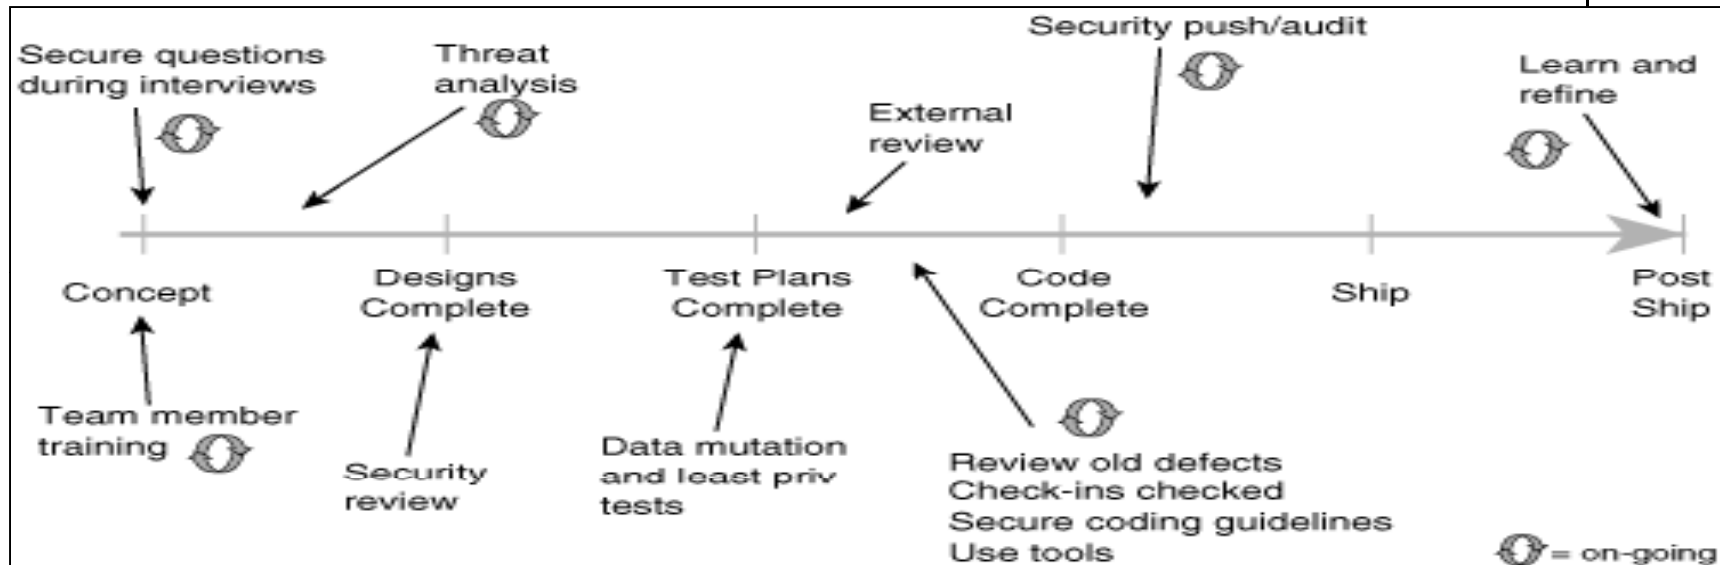 Security push/audit
Secure questions
during interviews
Threat
analysis
Learn and
refine
External
review
Concept
Designs
Complete
Test Plans
Complete
Code
Complete
Ship
Post
Ship
Team member
training
Security
review
Data mutation
and least priv
tests
Review old defects
Check-ins checked
Secure coding guidelines
Use tools
= on-going